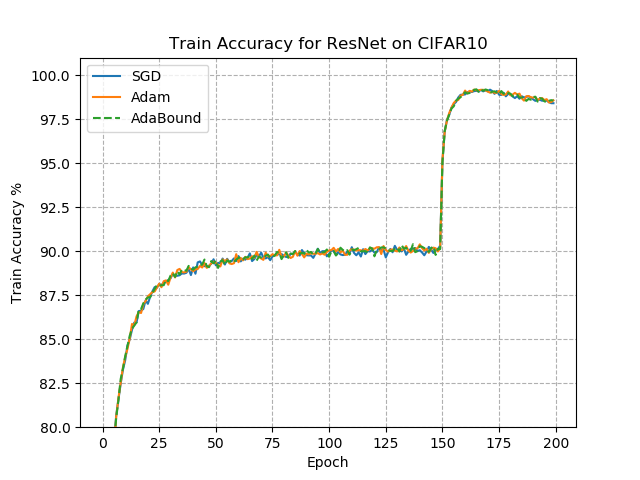 Train Accuracy for ResNet on CIFAR10
SGD
Adam
AdaBound
100.0
97.5
95.0
92.5
90.0
87.5
85.0
82.5
80.0
Train Accuracy %
0 25 50 75 100 125 150 175 200
Epoch